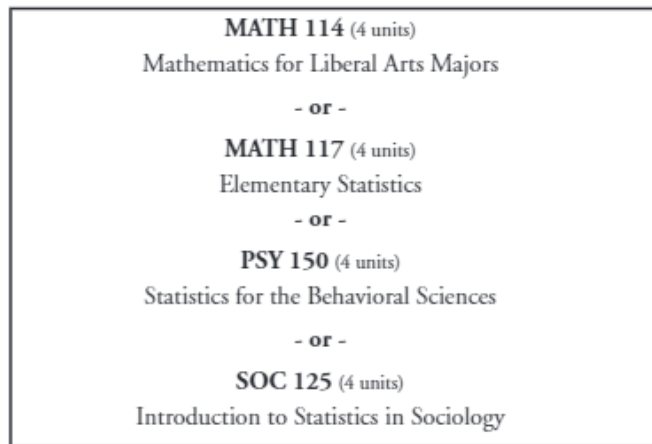 MATH 114 (4 units)
Mathematics for Liberal Arts Majors
- or -
MATH 117 (4 units)
Elementary Statistics
- or -
PSY 150 (4 units)
Statistics for the Behavioral Sciences
- or -
SOC 125 (4 units)
Introduction to Statistics in Sociology